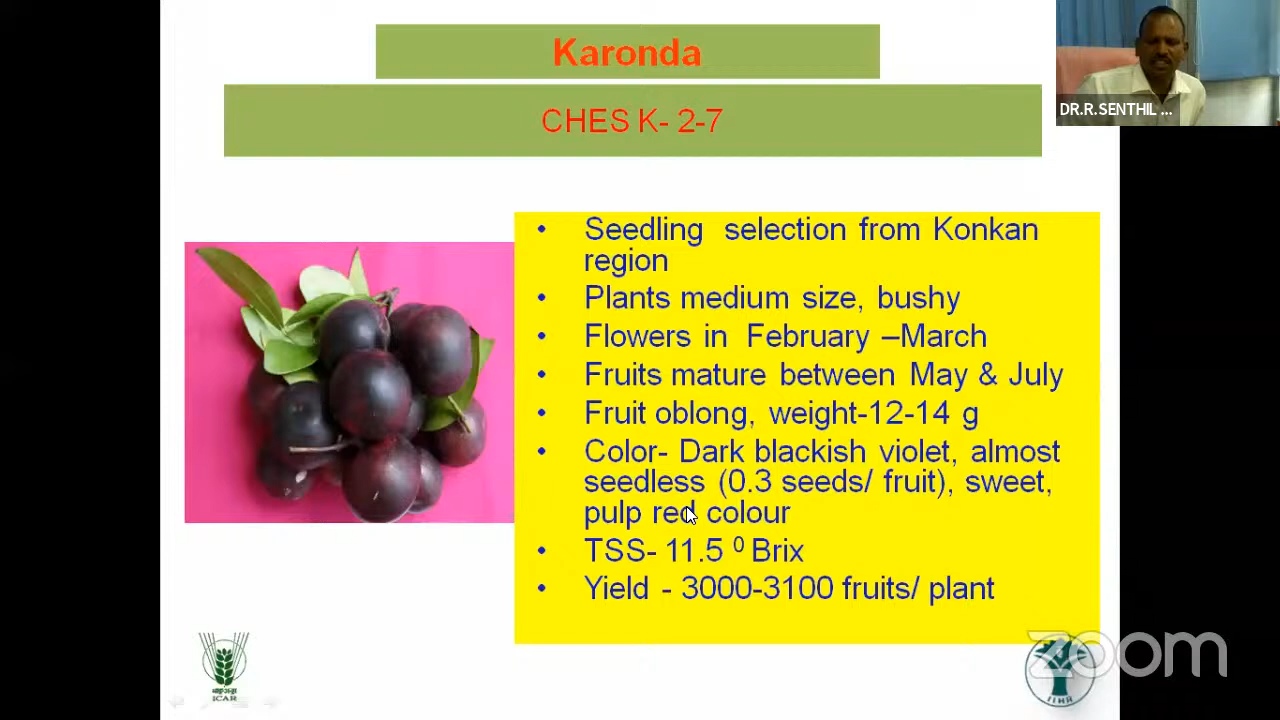 Karonda
CHES K- 2-7
DR.R.SENTHIL ...
• Seedling selection from Konkan
region
• Plants medium size, bushy
• Flowers in February –March
• Fruits mature between May & July
• Fruit oblong, weight-12-14 g
• Color- Dark blackish violet, almost
seedless (0.3 seeds/ fruit), sweet,
pulp red colour
• TSS- 11.5 ⁰ Brix
• Yield - 3000-3100 fruits/ plant
ICAR
zoom